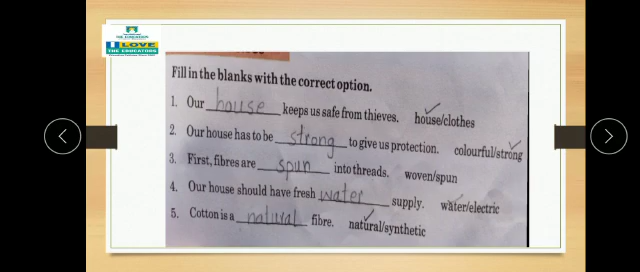 U LOVE
THE EDUCATORS
Fill in the blanks with the correct option.
1. Our house keeps us safe from thieves. house/clothes
2. Our house has to be strong to give us protection. colourful/strong
3. First, fibres are spun into threads. woven/spun
4. Our house should have fresh water supply. water/electric
5. Cotton is a natural fibre. natural/synthetic